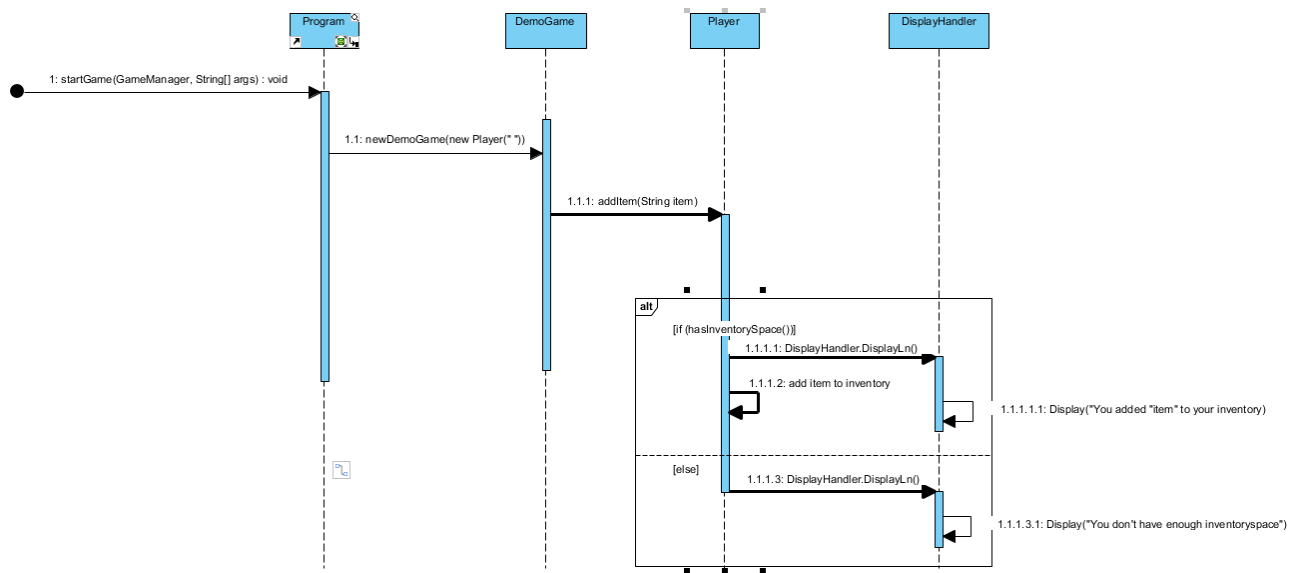 Program
DemoGame
Player
DisplayHandler
1: startGame(GameManager, String[] args) : void
1.1: newDemoGame(new Player(" "))
1.1.1: addItem(String item)
alt
[if (hasInventorySpace())]
1.1.1.1: DisplayHandler.DisplayLn()
1.1.1.2: add item to inventory
1.1.1.1.1: Display("You added "item" to your inventory)
[else]
1.1.1.3: DisplayHandler.DisplayLn()
1.1.1.3.1: Display("You don't have enough inventoryspace")